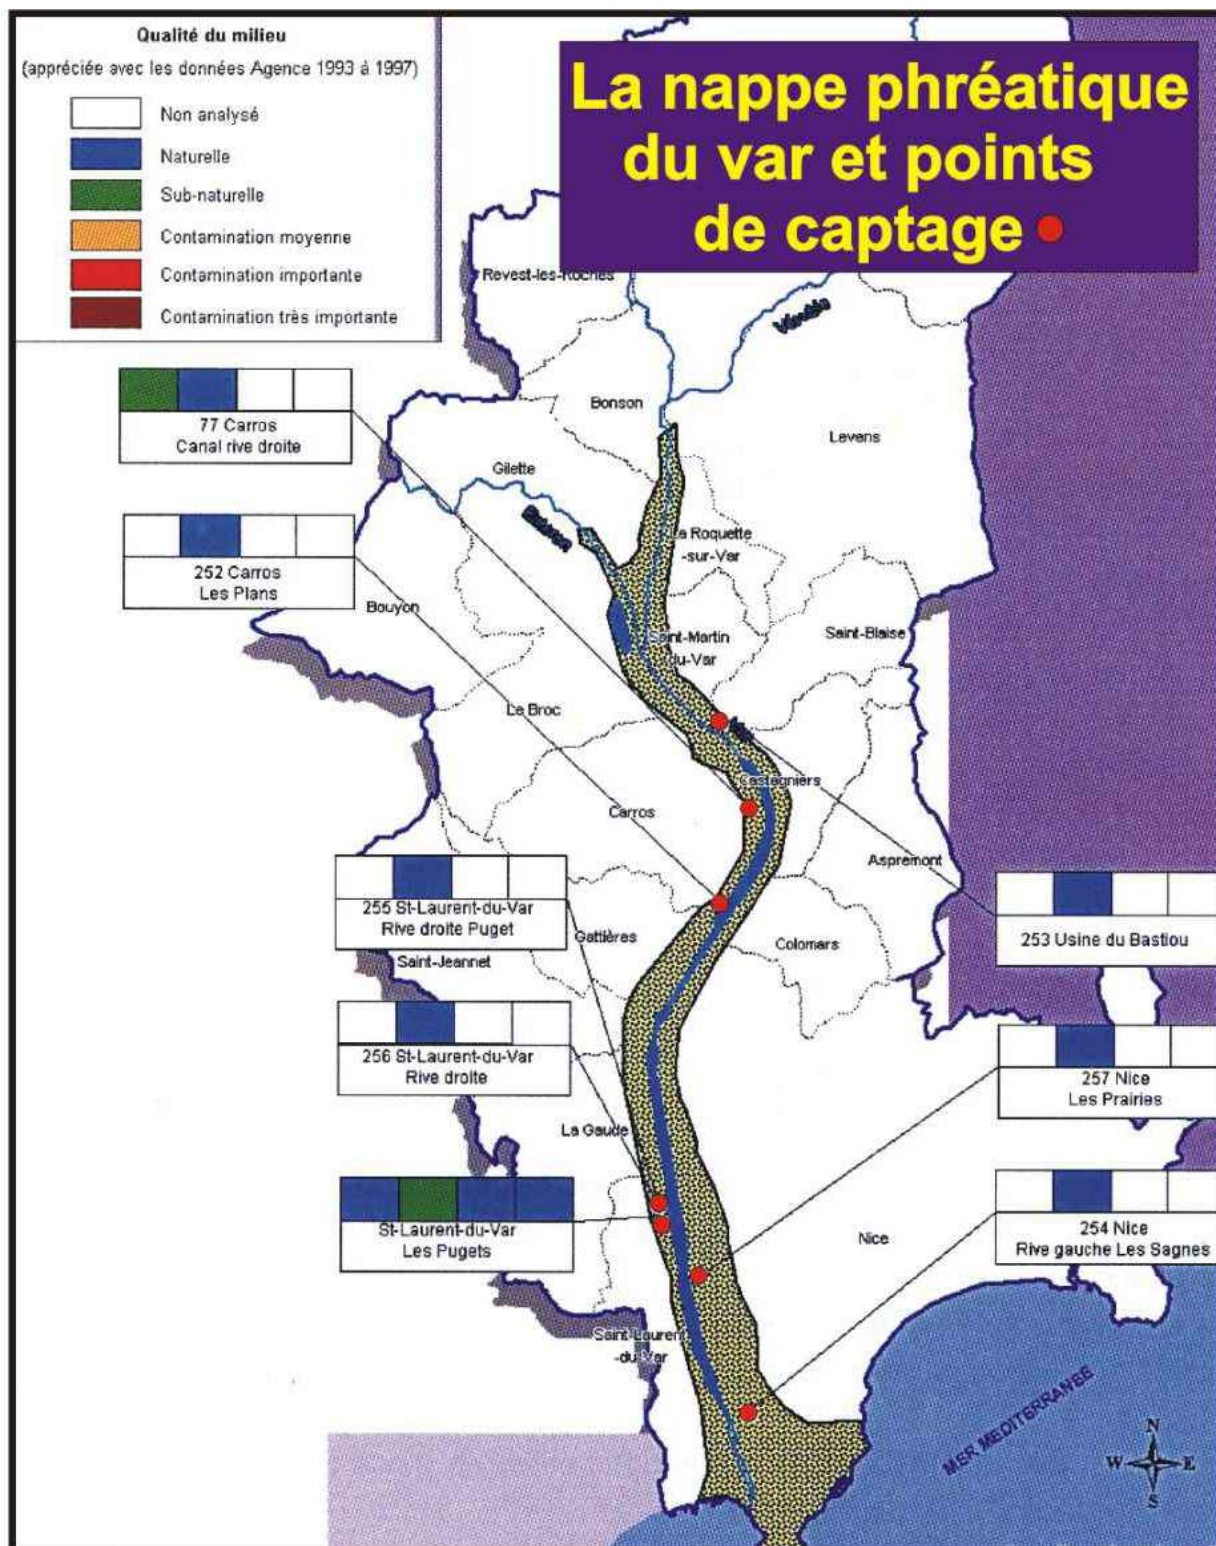 Qualité du milieu
(appréciée avec les données Agence 1993 à 1997)
Non analysé
Naturelle
Sub-naturelle
Contamination moyenne
Contamination importante
Contamination très importante
La nappe phréatique
du var et points
de captage
Revest-les-Roches
Vésubie
77 Carros
Canal rive droite
Bonson
Levens
Gilette
Esteron
252 Carros
Les Plans
La Roquette
-sur-Var
Bouyon
Saint-Martin
du-Var
Saint-Blaise
Le Broc
Var
Castagniers
Carros
Aspremont
255 St-Laurent-du-Var
Rive droite Puget
Gattières
Colomars
253 Usine du Bastiou
Saint-Jeannet
256 St-Laurent-du-Var
Rive droite
257 Nice
Les Prairies
La Gaude
St-Laurent-du-Var
Les Pugets
Nice
254 Nice
Rive gauche Les Sagnes
Saint-Laurent
-du-Var
MER MEDITERRANEE
N
W
E
S